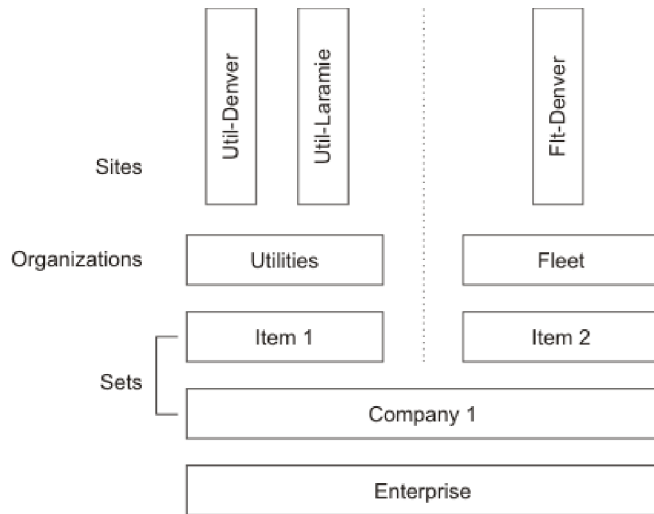 Util-Denver
Util-Laramie
Flt-Denver
Sites
Organizations
Utilities
Fleet
Item 1
Item 2
Sets
Company 1
Enterprise